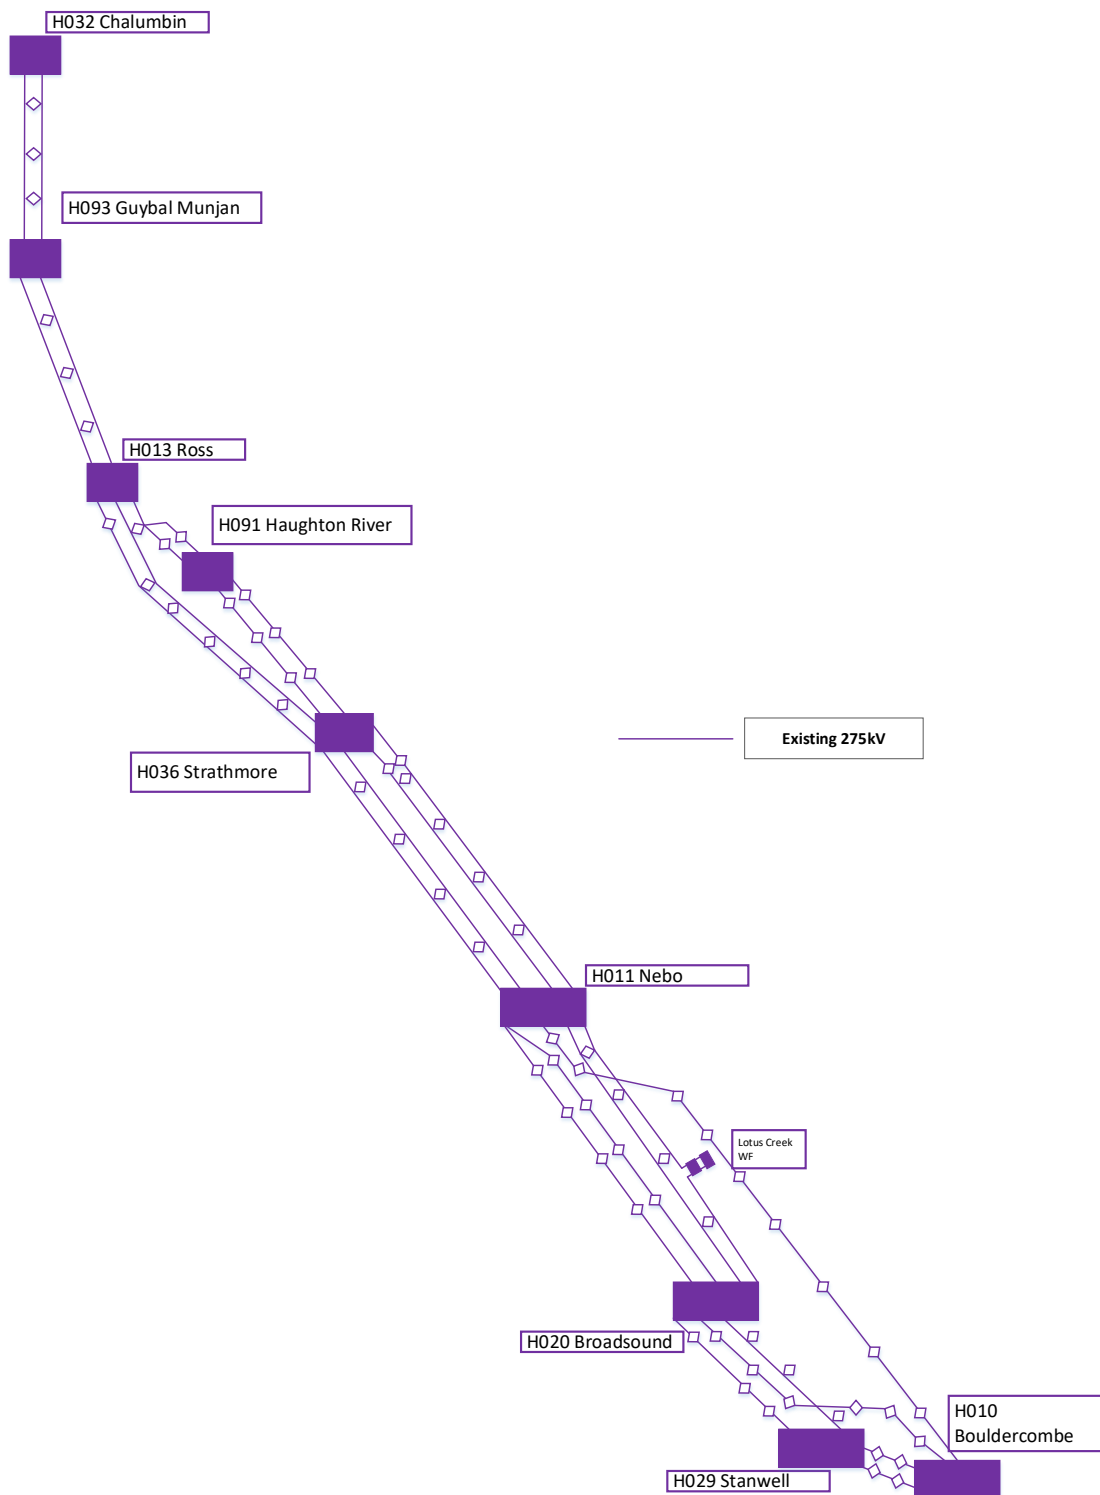 H032 Chalumbin
H093 Guybal Munjan
H013 Ross
H091 Haughton River
Existing 275kV
H036 Strathmore
H011 Nebo
Lotus Creek
WF
H020 Broadsound
H010
Bouldercombe
H029 Stanwell